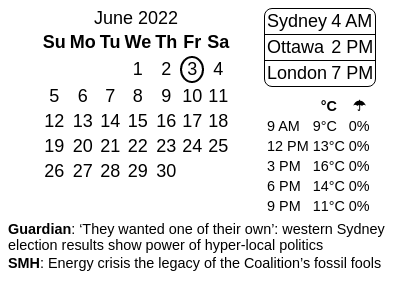 June 2022
Su Mo Tu We Th Fr Sa
1 2 3 4
5 6 7 8 9 10 11
12 13 14 15 16 17 18
19 20 21 22 23 24 25
26 27 28 29 30
Sydney 4 AM
Ottawa 2 PM
London 7 PM
°C ☂
9 AM 9°C 0%
12 PM 13°C 0%
3 PM 16°C 0%
6 PM 14°C 0%
9 PM 11°C 0%
Guardian: ‘They wanted one of their own’: western Sydney
election results show power of hyper-local politics
SMH: Energy crisis the legacy of the Coalition’s fossil fools